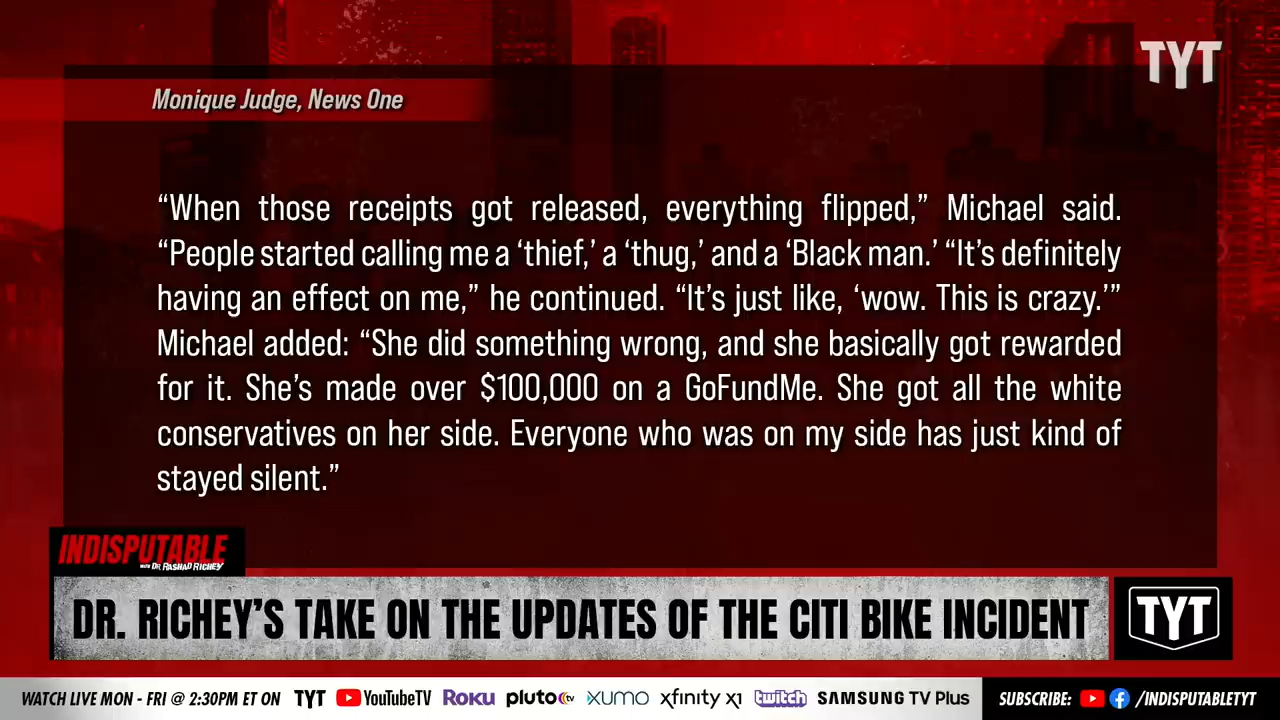 TYT
Monique Judge, News One
“When those receipts got released, everything flipped,” Michael said.
“People started calling me a ‘thief,’ a ‘thug,’ and a ‘Black man.’ “It’s definitely
having an effect on me,” he continued. “It’s just like, ‘wow. This is crazy.’”
Michael added: “She did something wrong, and she basically got rewarded
for it. She’s made over $100,000 on a GoFundMe. She got all the white
conservatives on her side. Everyone who was on my side has just kind of
stayed silent.”
INDISPUTABLE
WITH DR. RASHAD RICHEY
DR. RICHEY’S TAKE ON THE UPDATES OF THE CITI BIKE INCIDENT
TYT
WATCH LIVE MON - FRI @ 2:30PM ET ON TYT YouTubeTV ROKU pluto tv xumo xfinity x1 twitch SAMSUNG TV Plus SUBSCRIBE: /INDISPUTABLETYT